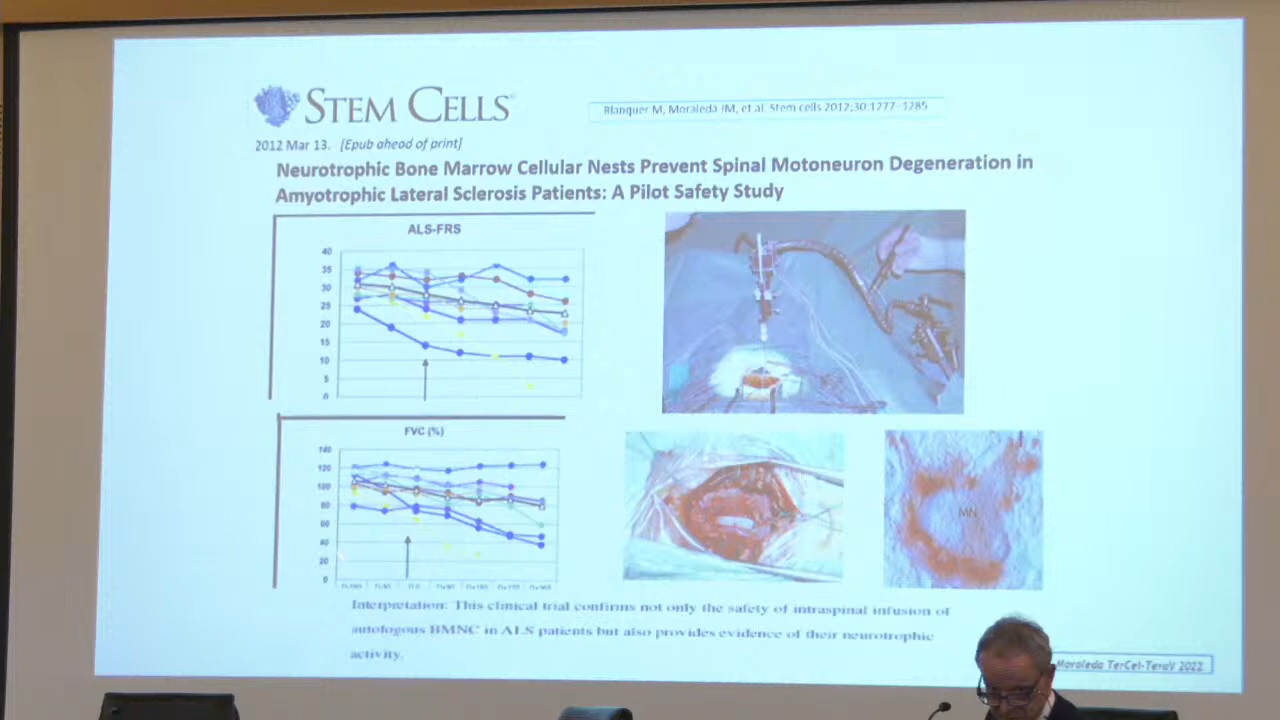 STEM CELLS
Blanquer M, Moraleda JM, et al. Stem cells 2012;30:1277-1285
2012 Mar 13. [Epub ahead of print]
Neurotrophic Bone Marrow Cellular Nests Prevent Spinal Motoneuron Degeneration in
Amyotrophic Lateral Sclerosis Patients: A Pilot Safety Study
ALS-FRS
40
35
30
25
20
15
10
5
0
FVC (%)
140
120
100
80
60
40
20
0
MN
Interpretation: This clinical trial confirms not only the safety of intraspinal infusion of
autologous BMNC in ALS patients but also provides evidence of their neurotrophic
activity.
Moraleda TerCel-TeraV 2022